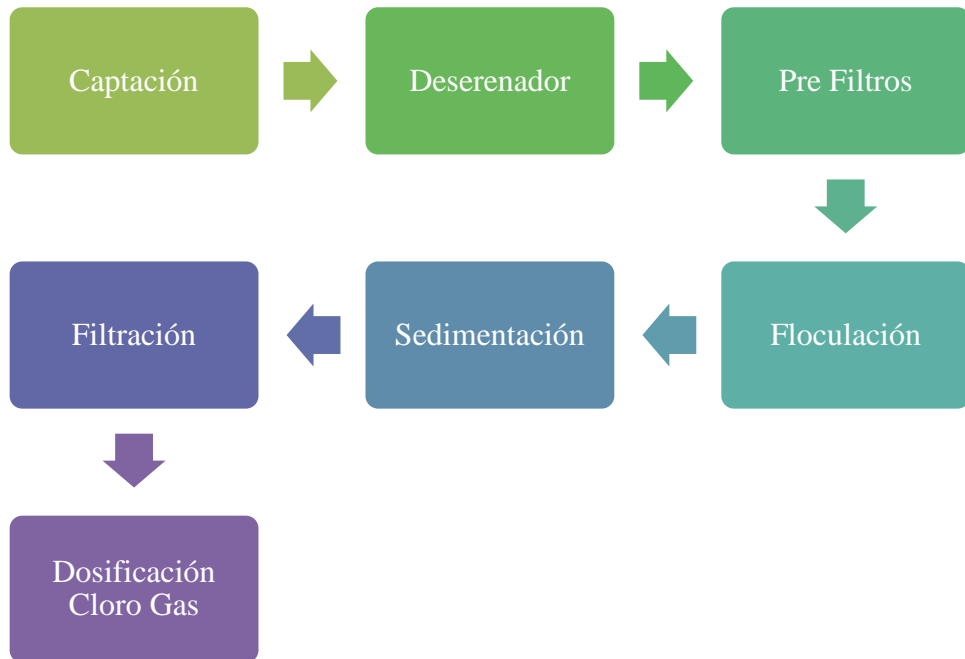 Captación
Deserenador
Pre Filtros
Floculación
Sedimentación
Filtración
Dosificación
Cloro Gas